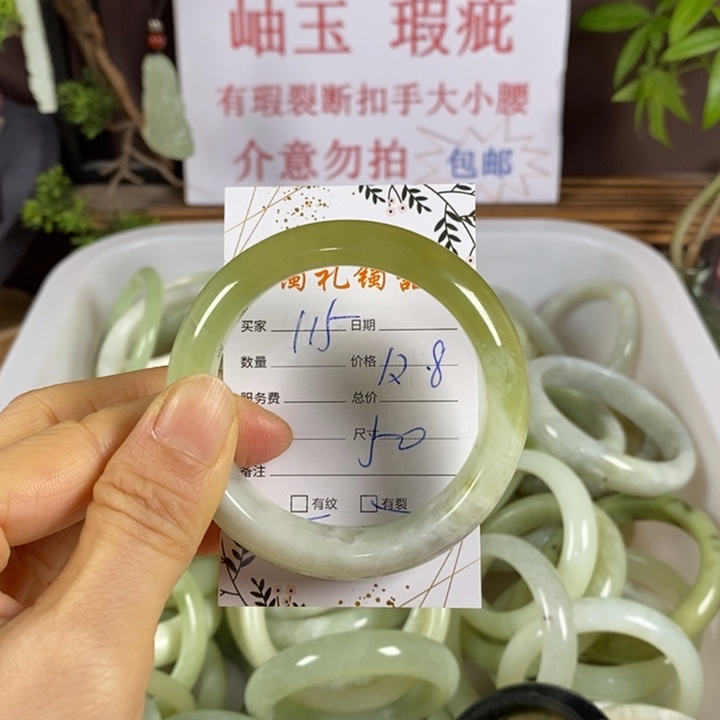 岫玉 瑕疵
有瑕裂断扣手大小腰
介意勿拍 包邮
买家 115 日期
数量 价格 12.8
服务费 总价
尺寸 50
备注
有纹 有裂